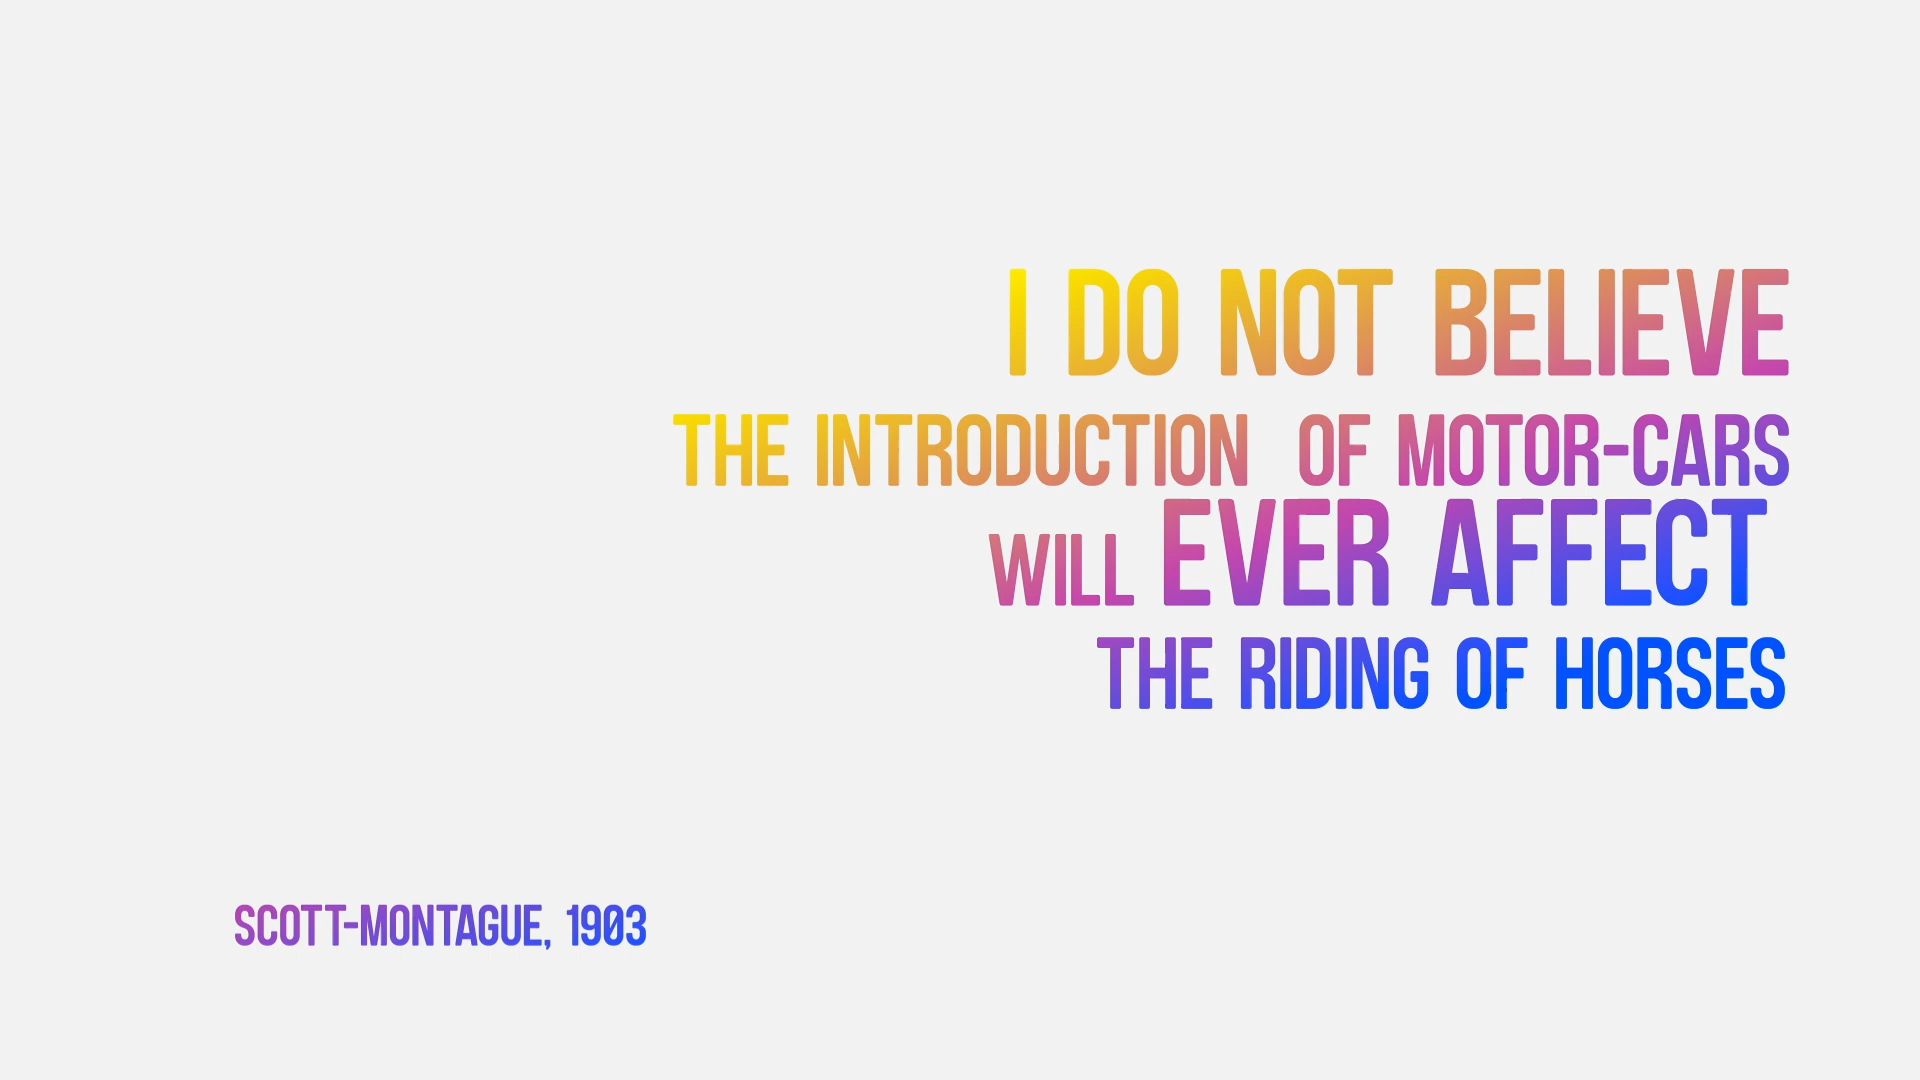 I DO NOT BELIEVE
THE INTRODUCTION OF MOTOR-CARS
WILL EVER AFFECT
THE RIDING OF HORSES
SCOTT-MONTAGUE, 1903